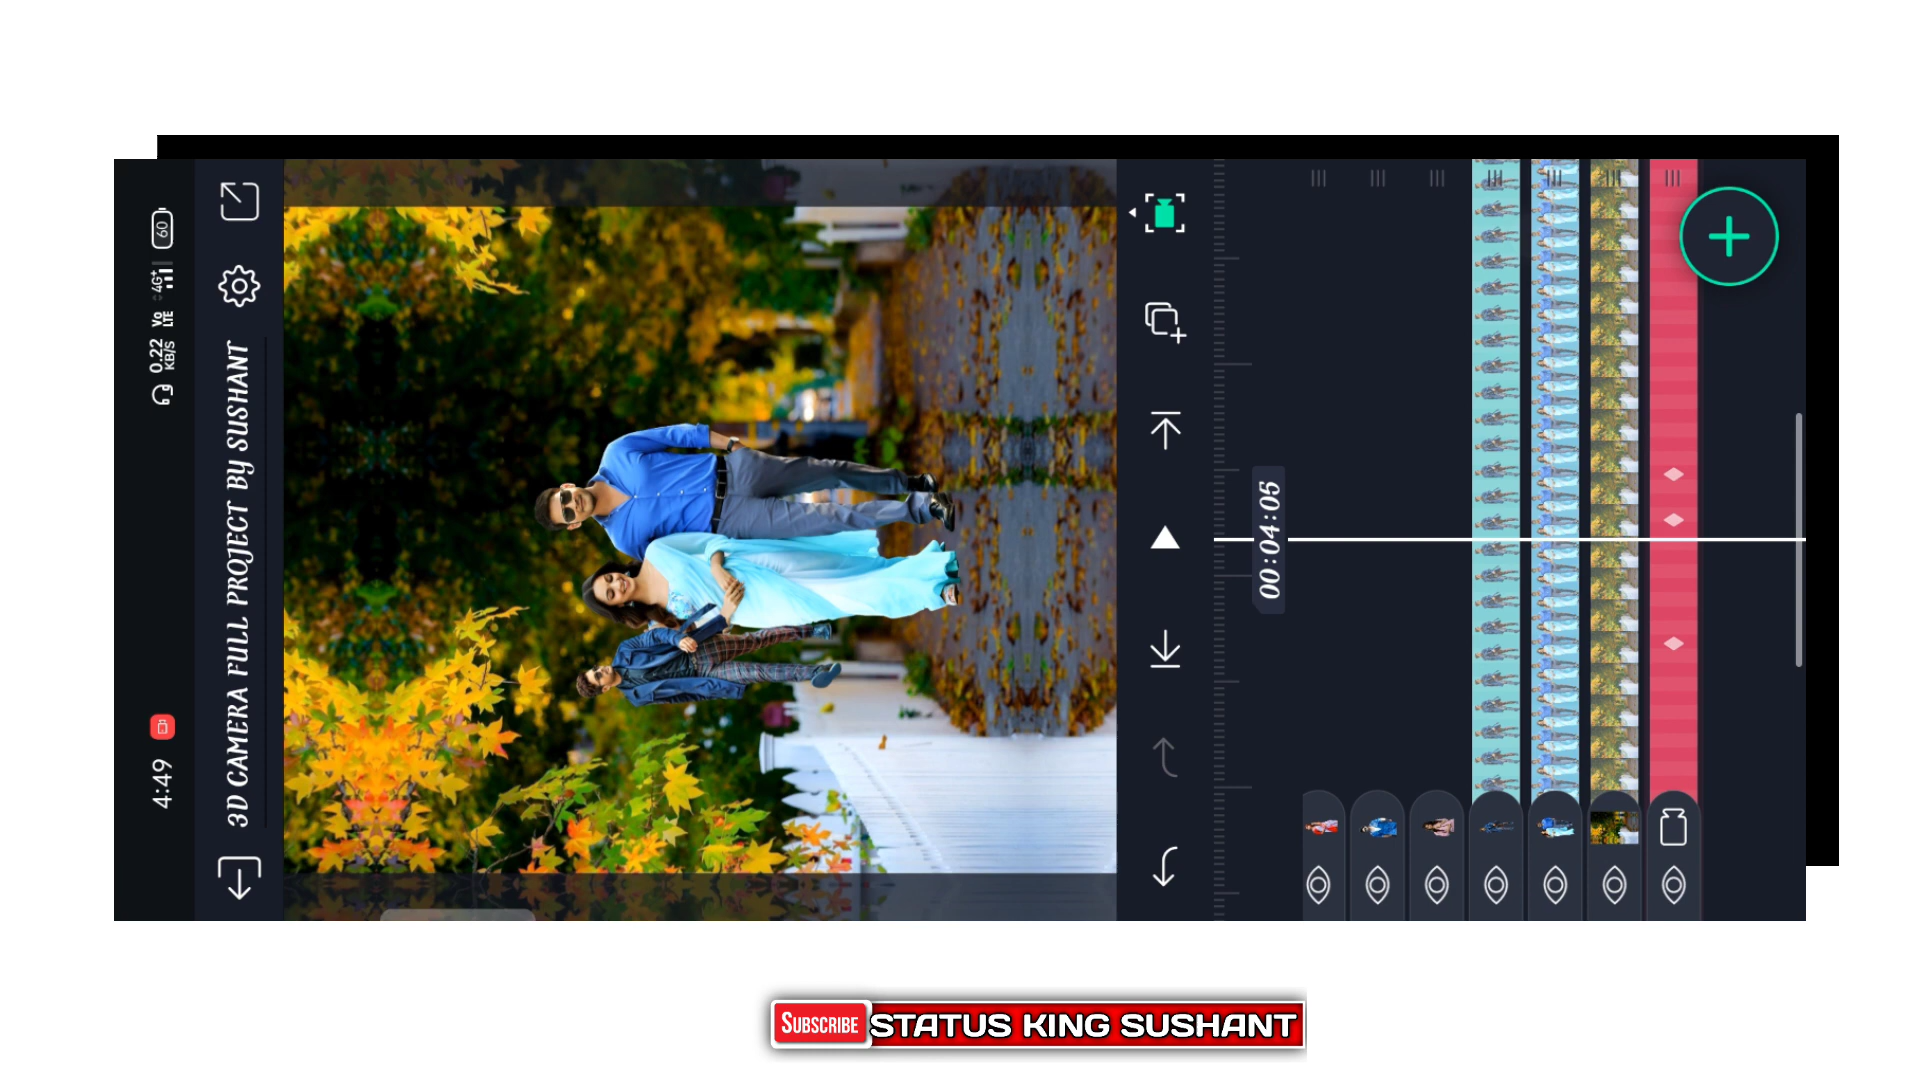 4:49
0.22 KB/S
Vo LTE
4G+
60
3D CAMERA FULL PROJECT BY SUSHANT
00:04:05
SUBSCRIBE
STATUS KING SUSHANT